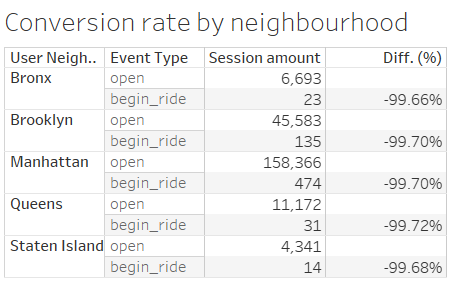 Conversion rate by neighbourhood
User Neigh.. Event Type Session amount Diff. (%)
Bronx open 6,693
begin_ride 23 -99.66%
Brooklyn open 45,583
begin_ride 135 -99.70%
Manhattan open 158,366
begin_ride 474 -99.70%
Queens open 11,172
begin_ride 31 -99.72%
Staten Island open 4,341
begin_ride 14 -99.68%